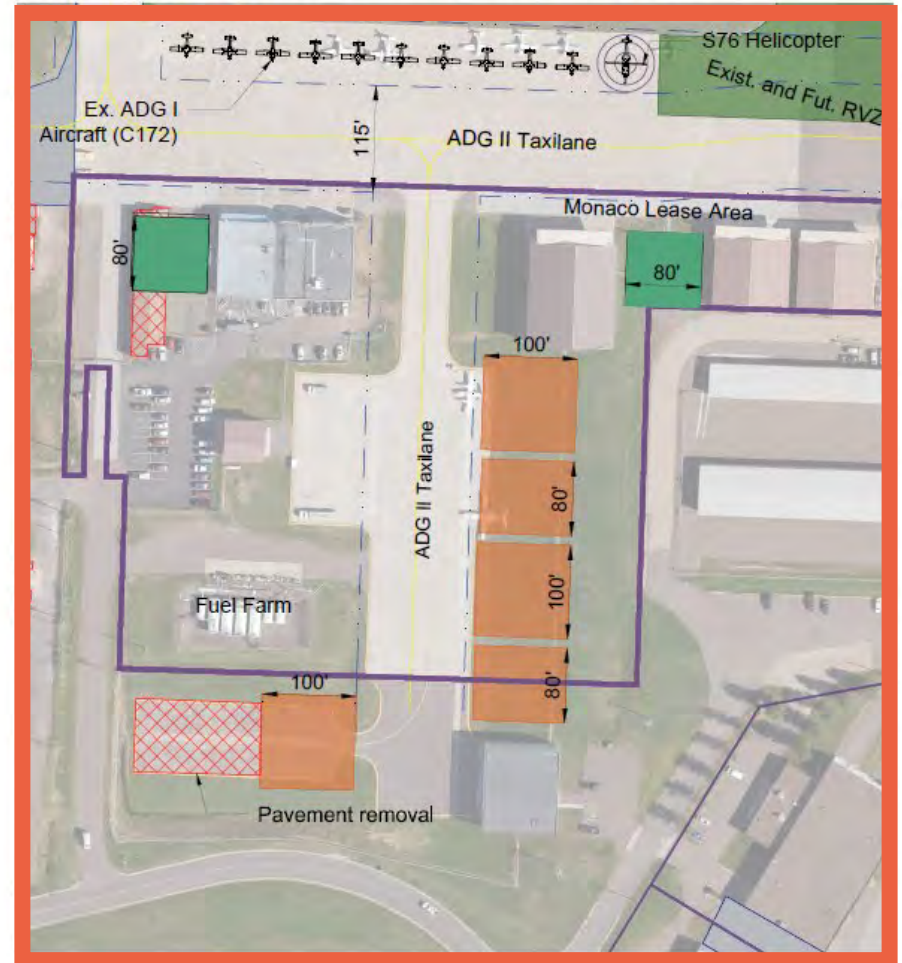 S76 Helicopter
Exist. and Fut. RVZ
Ex. ADG I
Aircraft (C172)
115'
ADG II Taxilane
Monaco Lease Area
80'
80'
100'
ADG II Taxilane
80'
100'
Fuel Farm
80'
100'
Pavement removal